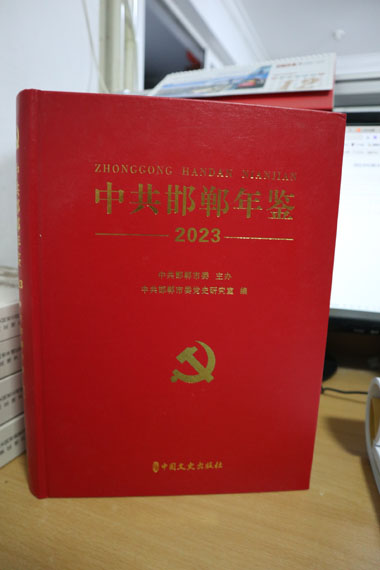 ZHONGGONG HANDAN NIANJIAN
中共邯郸年鉴
2023
中共邯郸市委 主办
中共邯郸市委党史研究室 编
中国文史出版社